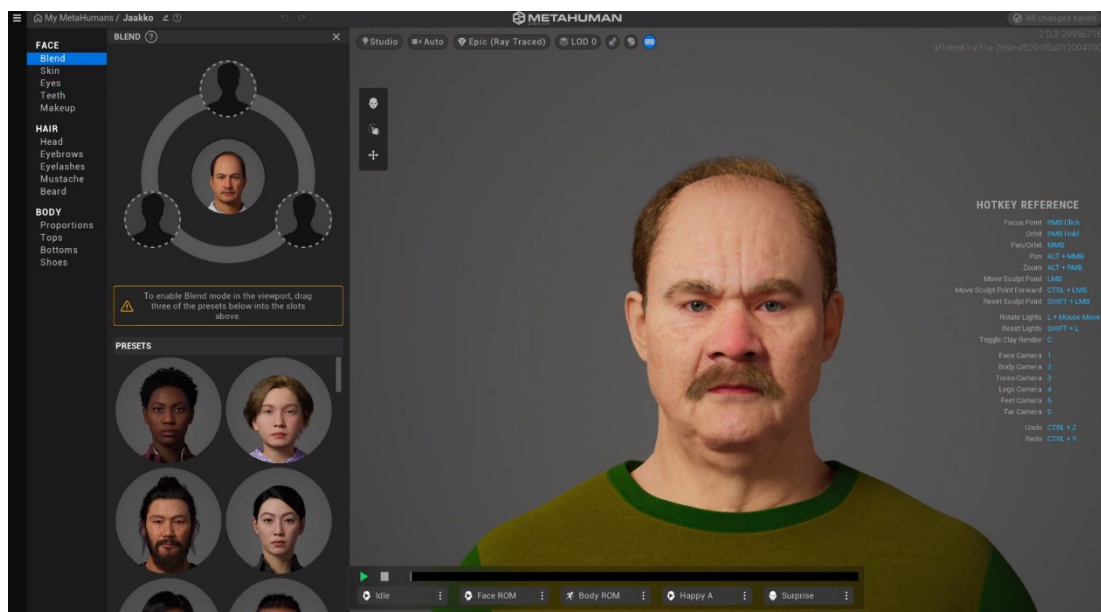 My MetaHumans / Jaakko
METAHUMAN
All changes saved
FACE
Blend
Skin
Eyes
Teeth
Makeup
HAIR
Head
Eyebrows
Eyelashes
Mustache
Beard
BODY
Proportions
Tops
Bottoms
Shoes
BLEND
To enable Blend mode in the viewport, drag
three of the presets below into the slots
above.
PRESETS
Studio
Auto
Epic (Ray Traced)
LOD 0
HOTKEY REFERENCE
Focus Point RMB Click
Orbit RMB Hold
Pan/Orbit MMB
Pan ALT + MMB
Zoom ALT + RMB
Move Sculpt Point LMB
Move Sculpt Point Forward CTRL + LMB
Reset Sculpt Point SHIFT + LMB
Rotate Lights L + Mouse Move
Reset Lights SHIFT + L
Toggle Clay Render C
Face Camera 1
Body Camera 2
Torso Camera 3
Legs Camera 4
Feet Camera 5
Far Camera 6
Undo CTRL + Z
Redo CTRL + Y
Idle
Face ROM
Body ROM
Happy A
Surprise